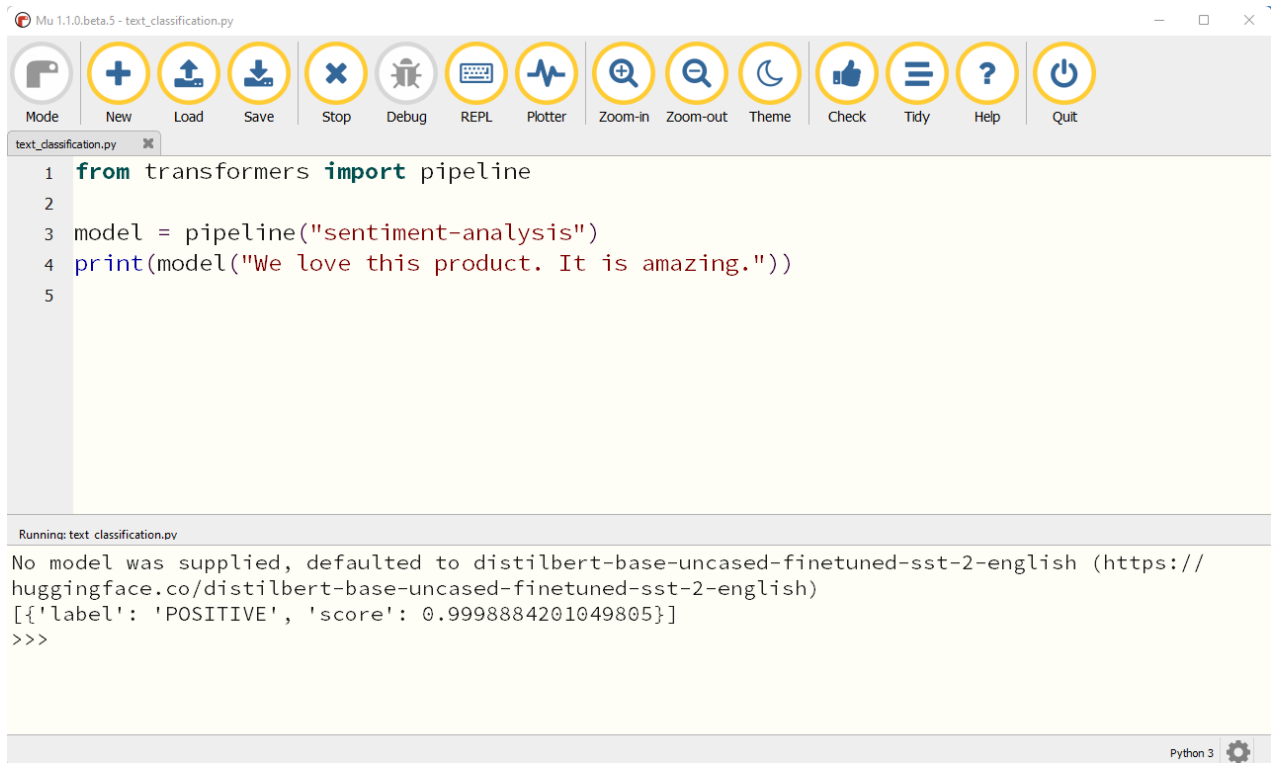 Mu 1.1.0.beta.5 - text_classification.py
Mode New Load Save Stop Debug REPL Plotter Zoom-in Zoom-out Theme Check Tidy Help Quit
text_classification.py
1 from transformers import pipeline
2
3 model = pipeline("sentiment-analysis")
4 print(model("We love this product. It is amazing."))
5
Running: text_classification.py
No model was supplied, defaulted to distilbert-base-uncased-finetuned-sst-2-english (https://
huggingface.co/distilbert-base-uncased-finetuned-sst-2-english)
[{'label': 'POSITIVE', 'score': 0.9998884201049805}]
>>>
Python 3